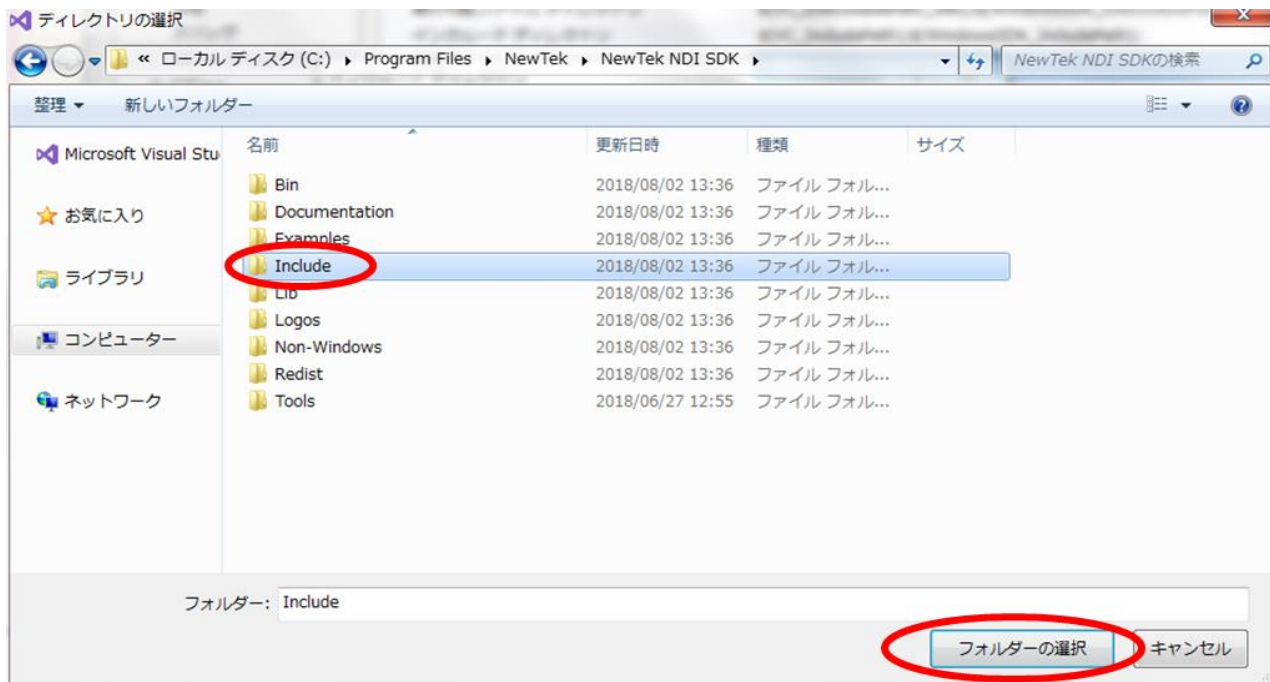 ディレクトリの選択
« ローカル ディスク (C:) ▸ Program Files ▸ NewTek ▸ NewTek NDI SDK ▸ NewTek NDI SDKの検索
整理 ▼ 新しいフォルダー
Microsoft Visual Stu
お気に入り
ライブラリ
コンピューター
ネットワーク
名前 更新日時 種類 サイズ
Bin 2018/08/02 13:36 ファイル フォル...
Documentation 2018/08/02 13:36 ファイル フォル...
Examples 2018/08/02 13:36 ファイル フォル...
Include 2018/08/02 13:36 ファイル フォル...
Lib 2018/08/02 13:36 ファイル フォル...
Logos 2018/08/02 13:36 ファイル フォル...
Non-Windows 2018/08/02 13:36 ファイル フォル...
Redist 2018/08/02 13:36 ファイル フォル...
Tools 2018/06/27 12:55 ファイル フォル...
フォルダー: Include
フォルダーの選択 キャンセル